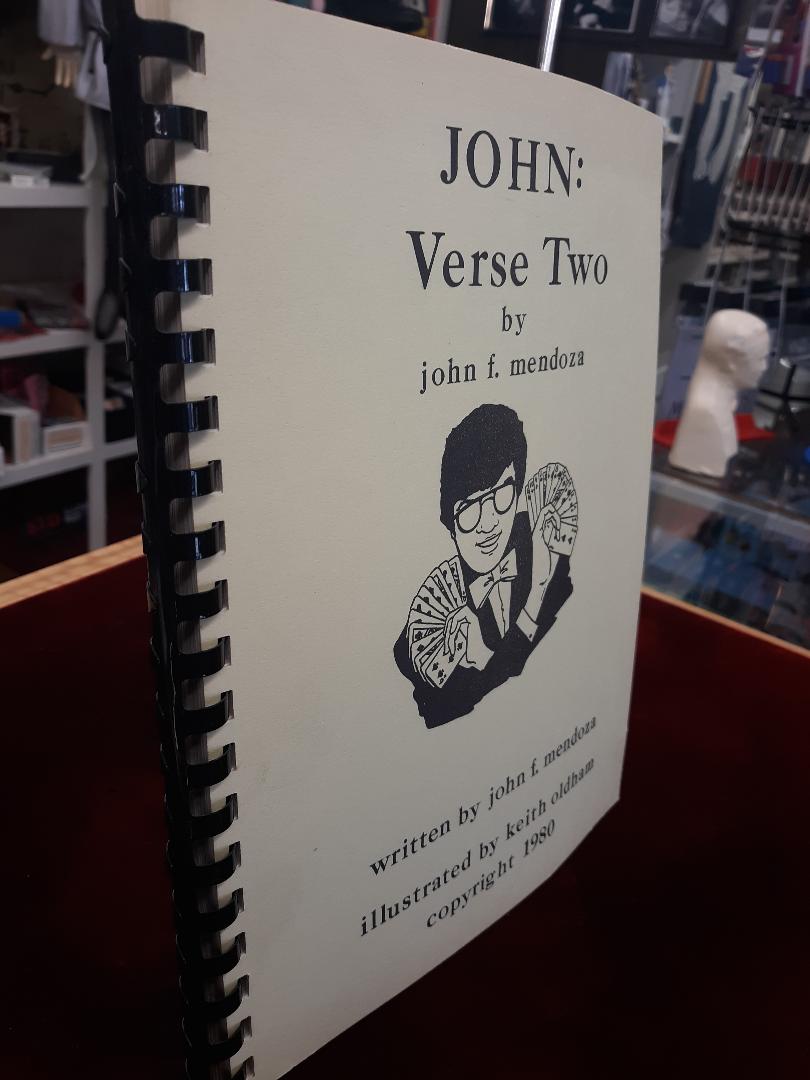 JOHN:
Verse Two
by
john f. mendoza
written by john f. mendoza
illustrated by keith oldham
copyright 1980